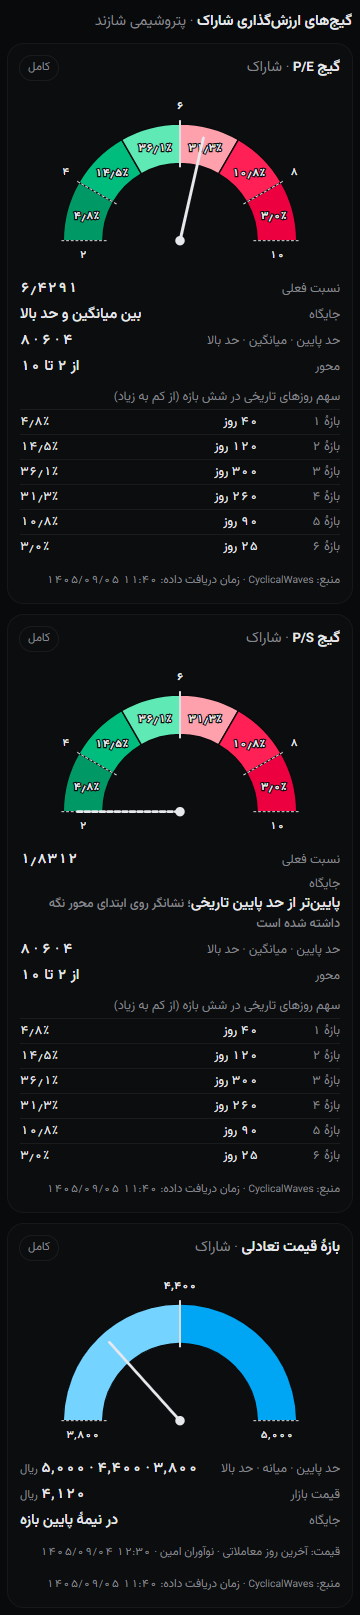 گیج‌های ارزش‌گذاری شاراک · پتروشیمی شازند
گیج P/E · شاراک
کامل
۶
۳۶٫۱٪
۳۱٫۳٪
۴
۱۴٫۵٪
۱۰٫۸٪
۸
۴٫۸٪
۳٫۰٪
۲
۱۰
نسبت فعلی ۶٫۴۲۹۱
جایگاه بین میانگین و حد بالا
حد پایین · میانگین · حد بالا ۴ · ۶ · ۸
محور از ۲ تا ۱۰
سهم روزهای تاریخی در شش بازه (از کم به زیاد)
بازهٔ ۱ ۴۰ روز ۴٫۸٪
بازهٔ ۲ ۱۲۰ روز ۱۴٫۵٪
بازهٔ ۳ ۳۰۰ روز ۳۶٫۱٪
بازهٔ ۴ ۲۶۰ روز ۳۱٫۳٪
بازهٔ ۵ ۹۰ روز ۱۰٫۸٪
بازهٔ ۶ ۲۵ روز ۳٫۰٪
منبع: CyclicalWaves · زمان دریافت داده: ۱۱:۴۰ ۱۴۰۵/۰۹/۰۵
گیج P/S · شاراک
کامل
۶
۳۶٫۱٪
۳۱٫۳٪
۴
۱۴٫۵٪
۱۰٫۸٪
۸
۴٫۸٪
۳٫۰٪
۲
۱۰
نسبت فعلی ۱٫۸۳۱۲
جایگاه
پایین‌تر از حد پایین تاریخی؛ نشانگر روی ابتدای محور نگه
داشته شده است
حد پایین · میانگین · حد بالا ۴ · ۶ · ۸
محور از ۲ تا ۱۰
سهم روزهای تاریخی در شش بازه (از کم به زیاد)
بازهٔ ۱ ۴۰ روز ۴٫۸٪
بازهٔ ۲ ۱۲۰ روز ۱۴٫۵٪
بازهٔ ۳ ۳۰۰ روز ۳۶٫۱٪
بازهٔ ۴ ۲۶۰ روز ۳۱٫۳٪
بازهٔ ۵ ۹۰ روز ۱۰٫۸٪
بازهٔ ۶ ۲۵ روز ۳٫۰٪
منبع: CyclicalWaves · زمان دریافت داده: ۱۱:۴۰ ۱۴۰۵/۰۹/۰۵
بازهٔ قیمت تعادلی · شاراک
کامل
۴,۴۰۰
۳,۸۰۰
۵,۰۰۰
حد پایین · میانه · حد بالا ۳,۸۰۰ · ۴,۴۰۰ · ۵,۰۰۰ ریال
قیمت بازار ۴,۱۲۰ ریال
جایگاه در نیمهٔ پایین بازه
قیمت: آخرین روز معاملاتی · نوآوران امین · ۱۲:۳۰ ۱۴۰۵/۰۹/۰۴
منبع: CyclicalWaves · زمان دریافت داده: ۱۱:۴۰ ۱۴۰۵/۰۹/۰۵